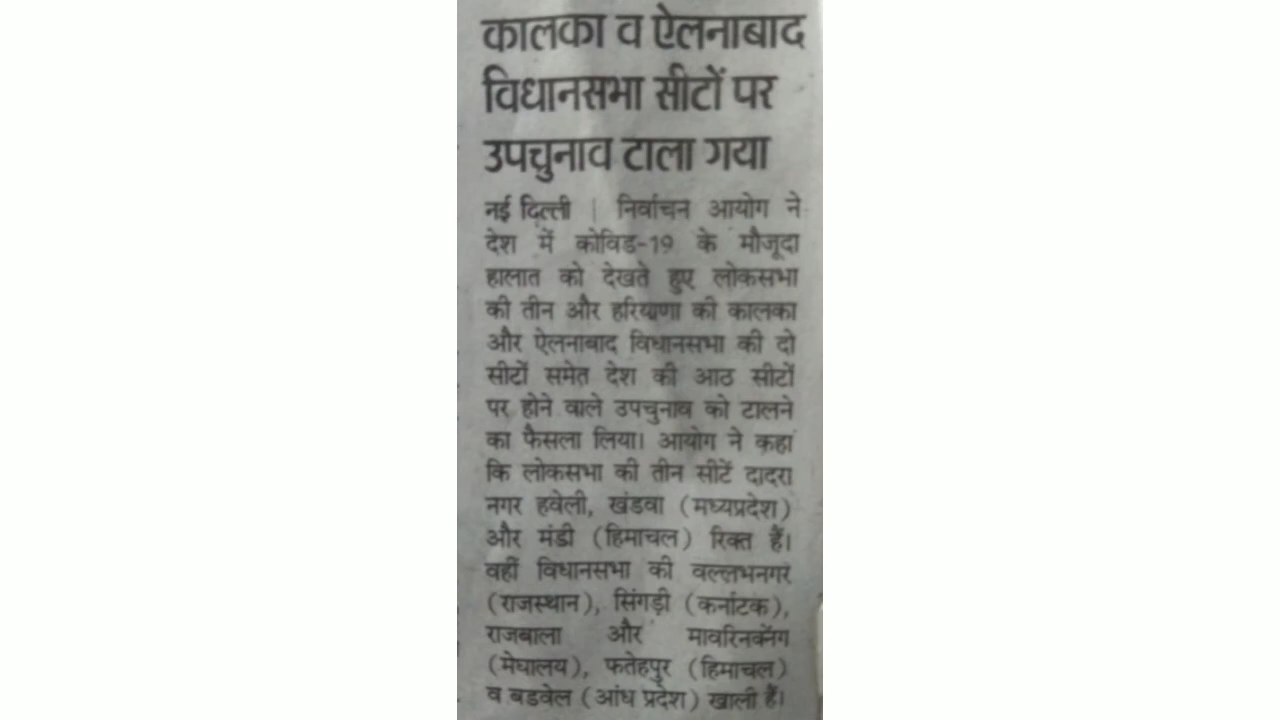 कालका व ऐलनाबाद
विधानसभा सीटों पर
उपचुनाव टाला गया
नई दिल्ली | निर्वाचन आयोग ने
देश में कोविड-19 के मौजूदा
हालात को देखते हुए लोकसभा
की तीन और हरियाणा की कालका
और ऐलनाबाद विधानसभा की दो
सीटों समेत देश की आठ सीटों
पर होने वाले उपचुनाव को टालने
का फैसला लिया। आयोग ने कहा
कि लोकसभा की तीन सीटें दादरा
नगर हवेली, खंडवा (मध्यप्रदेश)
और मंडी (हिमाचल) रिक्त हैं।
वहीं विधानसभा की वल्लभनगर
(राजस्थान), सिंगड़ी (कर्नाटक),
राजबाला और मावरिनक्नेंग
(मेघालय), फतेहपुर (हिमाचल)
व बडवेल (आंध प्रदेश) खाली हैं।